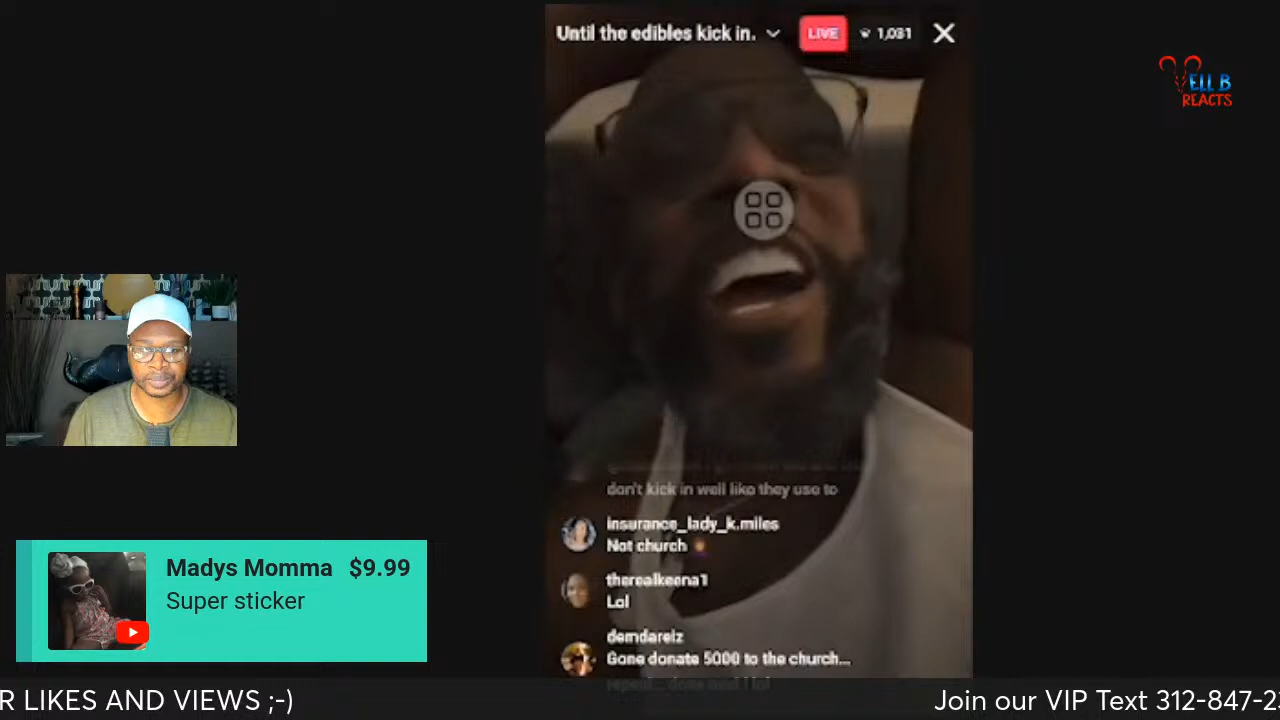 Until the edibles kick in.
LIVE
1,031
VELL B
REACTS
don't kick in well like they use to
insurance_lady_k.miles
Not church
therealkeena1
Lol
demdareiz
Gone donate 5000 to the church...
Madys Momma $9.99
Super sticker
R LIKES AND VIEWS ;-)
Join our VIP Text 312-847-2